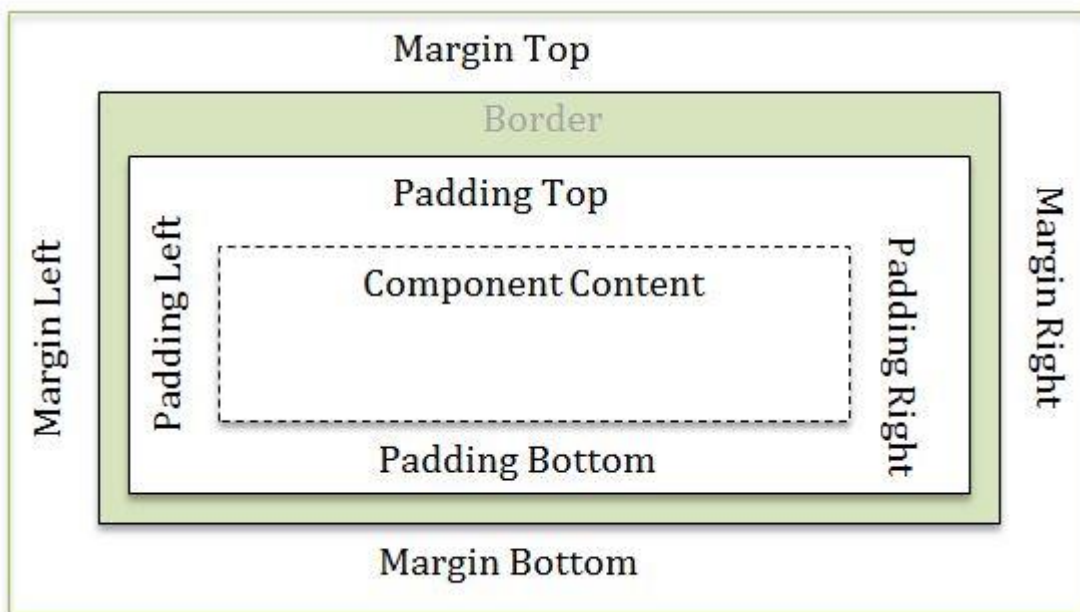 Margin Top
Border
Padding Top
Margin Left
Padding Left
Component Content
Padding Right
Margin Right
Padding Bottom
Margin Bottom